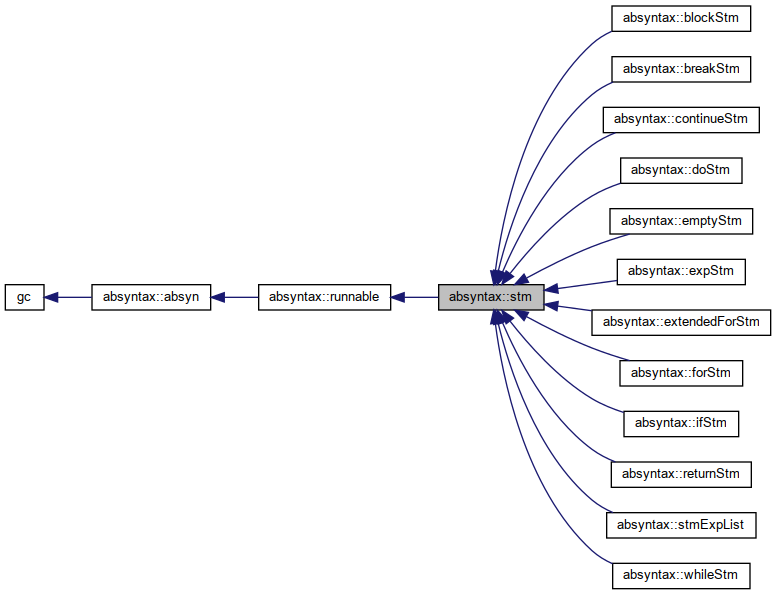 absyntax::blockStm
absyntax::breakStm
absyntax::continueStm
absyntax::doStm
absyntax::emptyStm
absyntax::expStm
gc
absyntax::absyn
absyntax::runnable
absyntax::stm
absyntax::extendedForStm
absyntax::forStm
absyntax::ifStm
absyntax::returnStm
absyntax::stmExpList
absyntax::whileStm